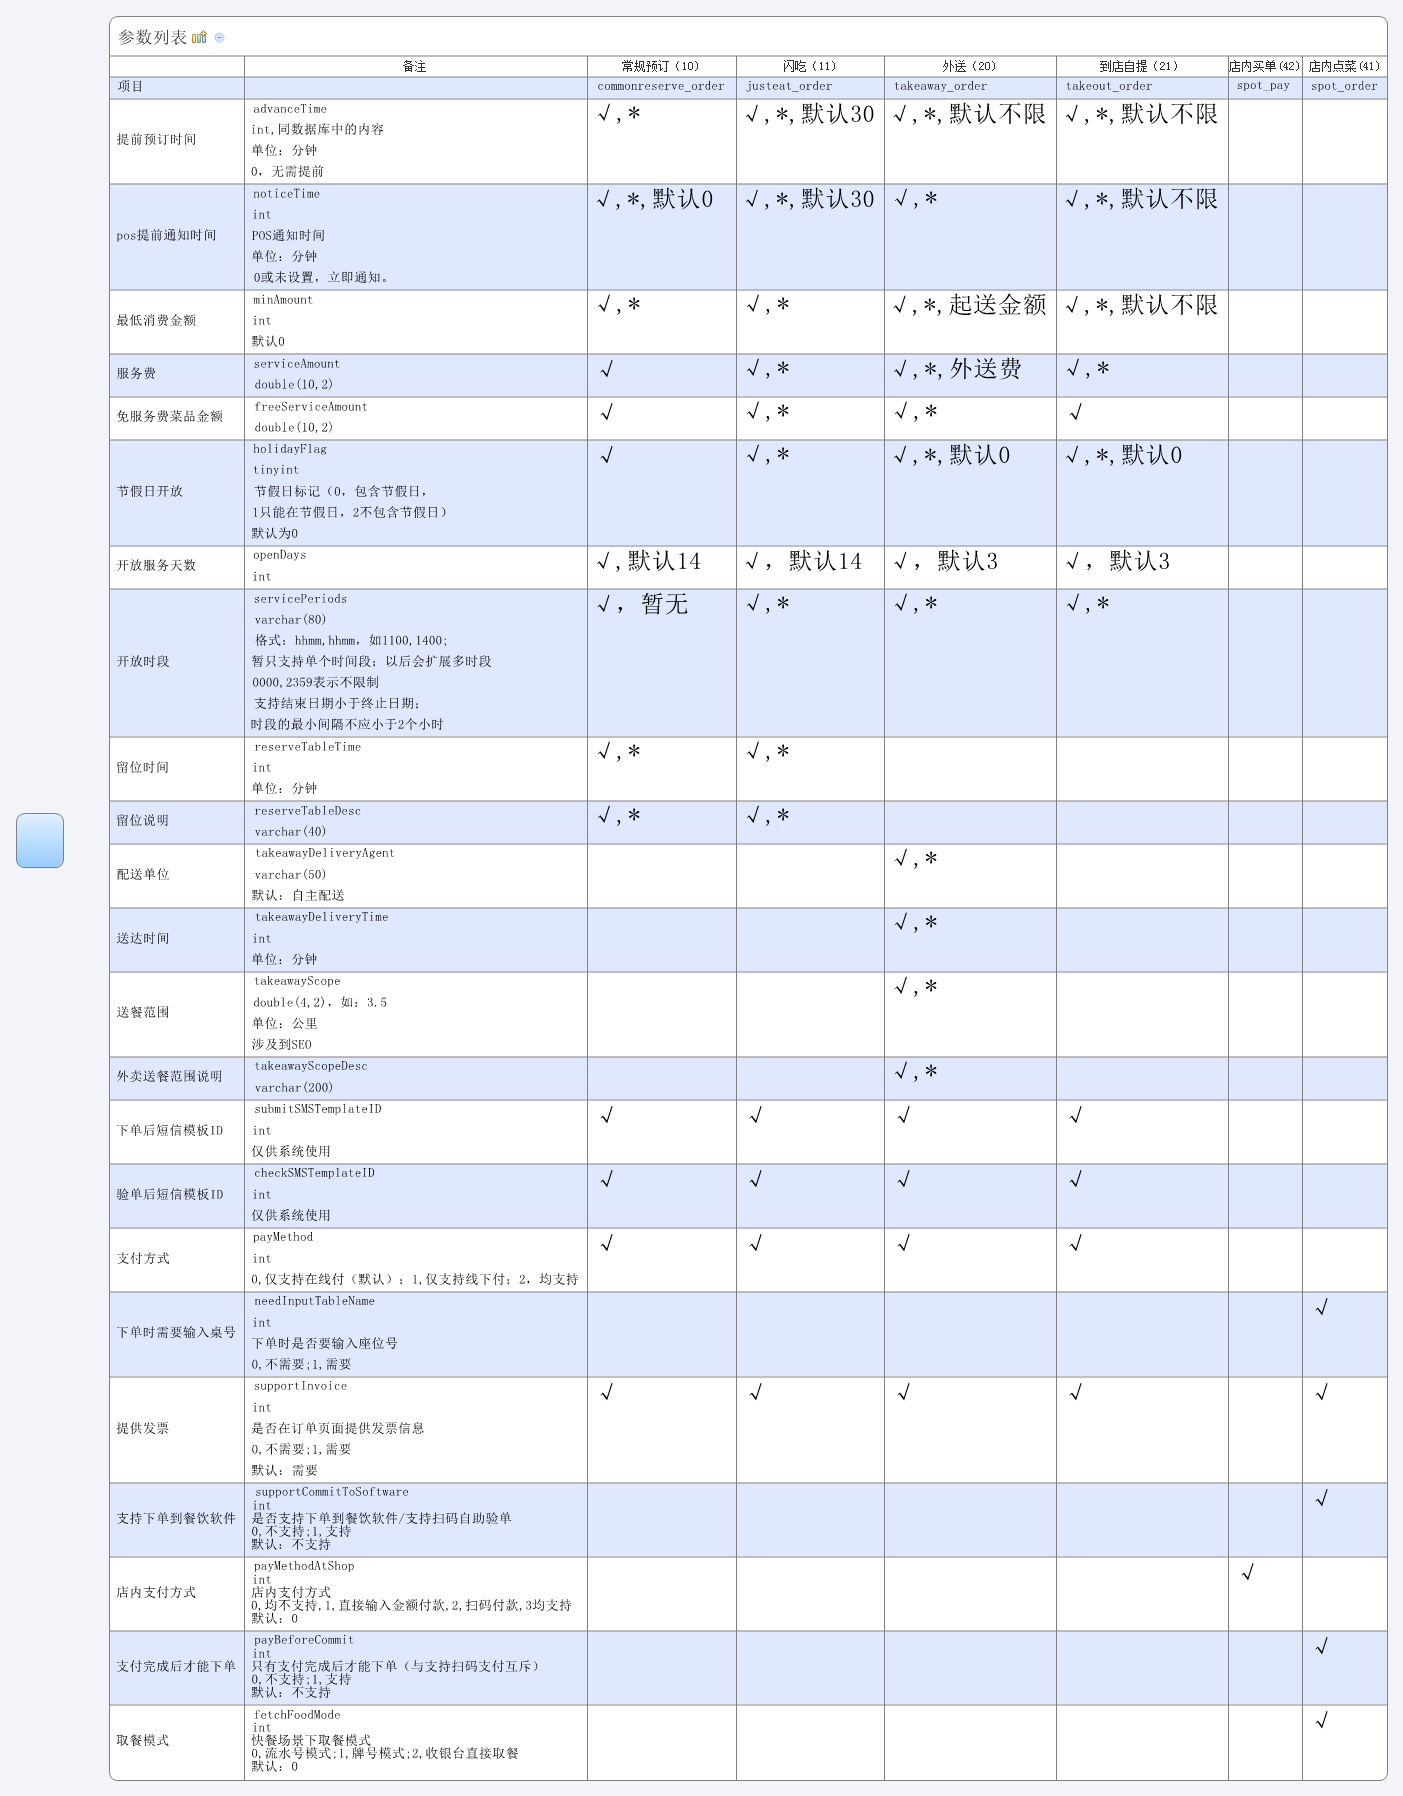 参数列表
备注 常规预订（10） 闪吃（11） 外送（20） 到店自提（21） 店内买单(42) 店内点菜(41)
项目 commonreserve_order justeat_order takeaway_order takeout_order spot_pay spot_order
提前预订时间
advanceTime
int,同数据库中的内容
单位：分钟
0，无需提前
√,* √,*,默认30 √,*,默认不限 √,*,默认不限
pos提前通知时间
noticeTime
int
POS通知时间
单位：分钟
0或未设置，立即通知。
√,*,默认0 √,*,默认30 √,* √,*,默认不限
最低消费金额
minAmount
int
默认0
√,* √,* √,*,起送金额 √,*,默认不限
服务费
serviceAmount
double(10,2)
√ √,* √,*,外送费 √,*
免服务费菜品金额
freeServiceAmount
double(10,2)
√ √,* √,* √
节假日开放
holidayFlag
tinyint
节假日标记（0，包含节假日，
1只能在节假日，2不包含节假日）
默认为0
√ √,* √,*,默认0 √,*,默认0
开放服务天数
openDays
int
√,默认14 √，默认14 √，默认3 √，默认3
开放时段
servicePeriods
varchar(80)
格式：hhmm,hhmm，如1100,1400;
暂只支持单个时间段；以后会扩展多时段
0000,2359表示不限制
支持结束日期小于终止日期；
时段的最小间隔不应小于2个小时
√，暂无 √,* √,* √,*
留位时间
reserveTableTime
int
单位：分钟
√,* √,*
留位说明
reserveTableDesc
varchar(40)
√,* √,*
配送单位
takeawayDeliveryAgent
varchar(50)
默认：自主配送
√,*
送达时间
takeawayDeliveryTime
int
单位：分钟
√,*
送餐范围
takeawayScope
double(4,2)，如：3.5
单位：公里
涉及到SEO
√,*
外卖送餐范围说明
takeawayScopeDesc
varchar(200)
√,*
下单后短信模板ID
submitSMSTemplateID
int
仅供系统使用
√ √ √ √
验单后短信模板ID
checkSMSTemplateID
int
仅供系统使用
√ √ √ √
支付方式
payMethod
int
0,仅支持在线付（默认）；1,仅支持线下付；2，均支持
√ √ √ √
下单时需要输入桌号
needInputTableName
int
下单时是否要输入座位号
0,不需要;1,需要
√
提供发票
supportInvoice
int
是否在订单页面提供发票信息
0,不需要;1,需要
默认：需要
√ √ √ √ √
支持下单到餐饮软件
supportCommitToSoftware
int
是否支持下单到餐饮软件/支持扫码自助验单
0,不支持;1,支持
默认：不支持
√
店内支付方式
payMethodAtShop
int
店内支付方式
0,均不支持,1,直接输入金额付款,2,扫码付款,3均支持
默认：0
√
支付完成后才能下单
payBeforeCommit
int
只有支付完成后才能下单（与支持扫码支付互斥）
0,不支持;1,支持
默认：不支持
√
取餐模式
fetchFoodMode
int
快餐场景下取餐模式
0,流水号模式;1,牌号模式;2,收银台直接取餐
默认：0
√